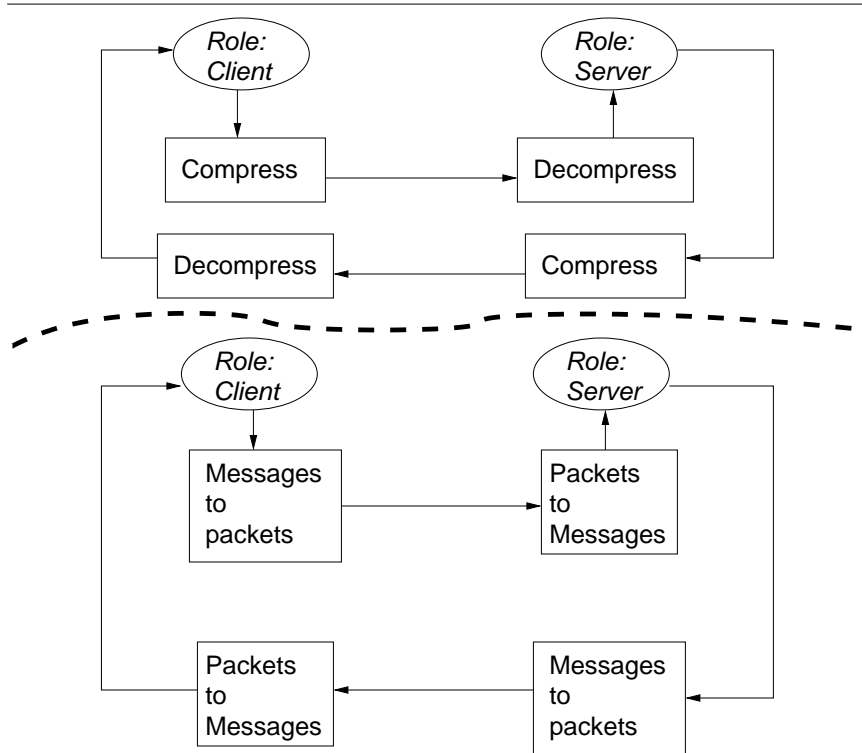 Role:
Client
Role:
Server
Compress
Decompress
Decompress
Compress
Role:
Client
Role:
Server
Messages
to
packets
Packets
to
Messages
Packets
to
Messages
Messages
to
packets